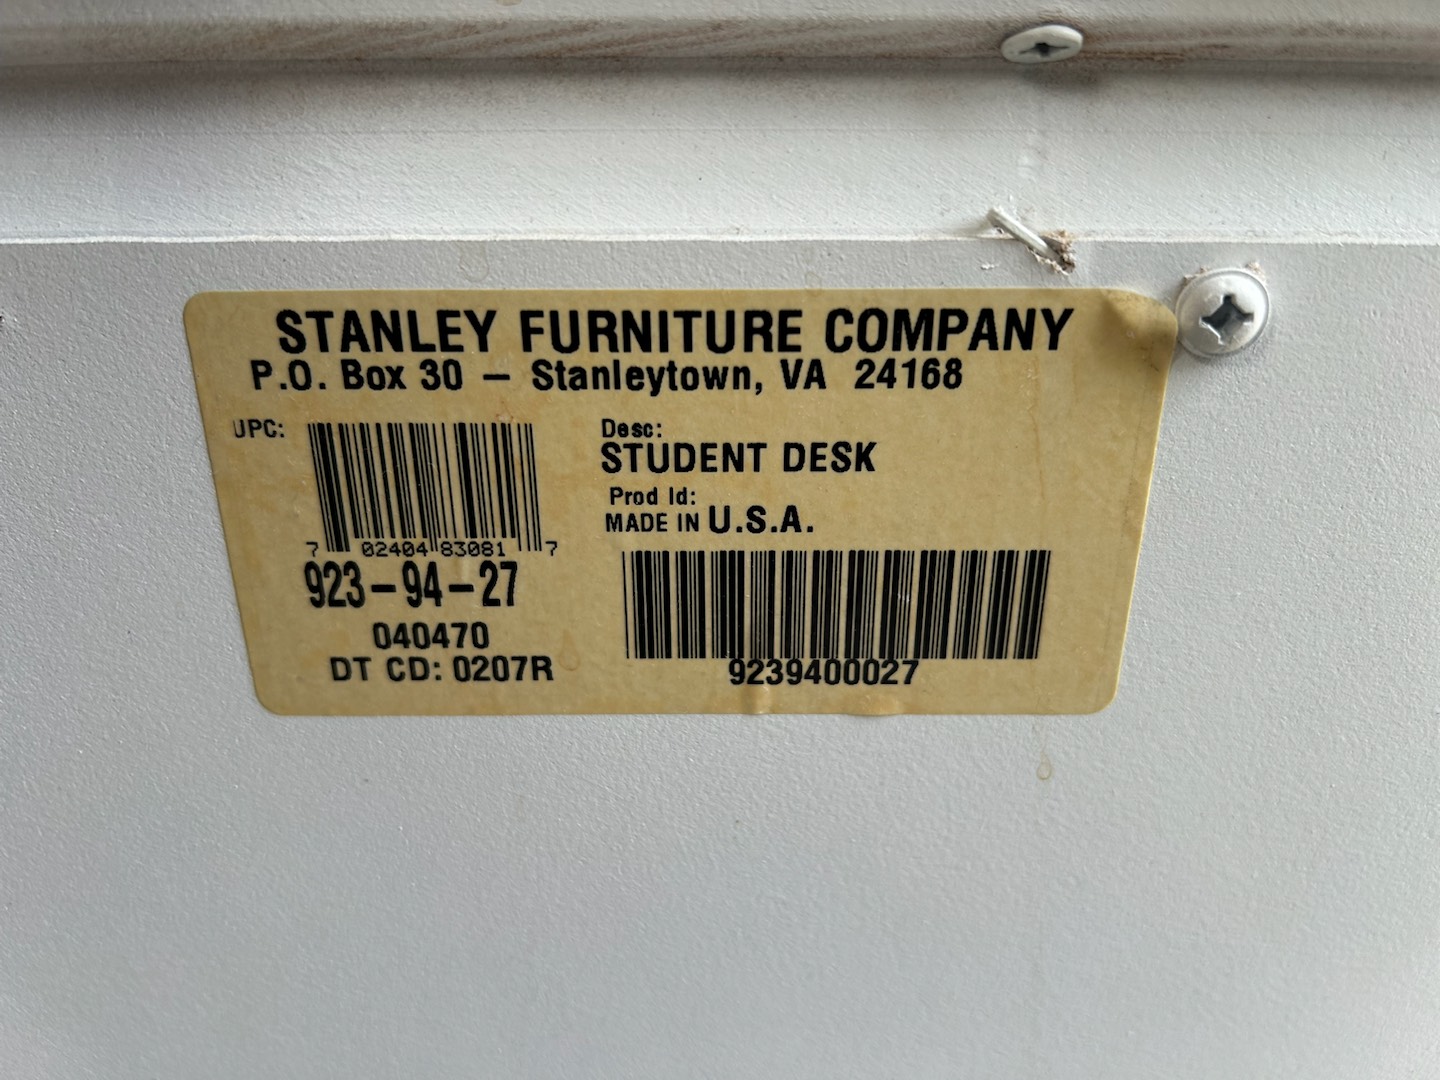 STANLEY FURNITURE COMPANY
P.O. Box 30 – Stanleytown, VA 24168
UPC:
7 02404 83081 7
923-94-27
040470
DT CD: 0207R
Desc:
STUDENT DESK
Prod Id:
MADE IN U.S.A.
9239400027